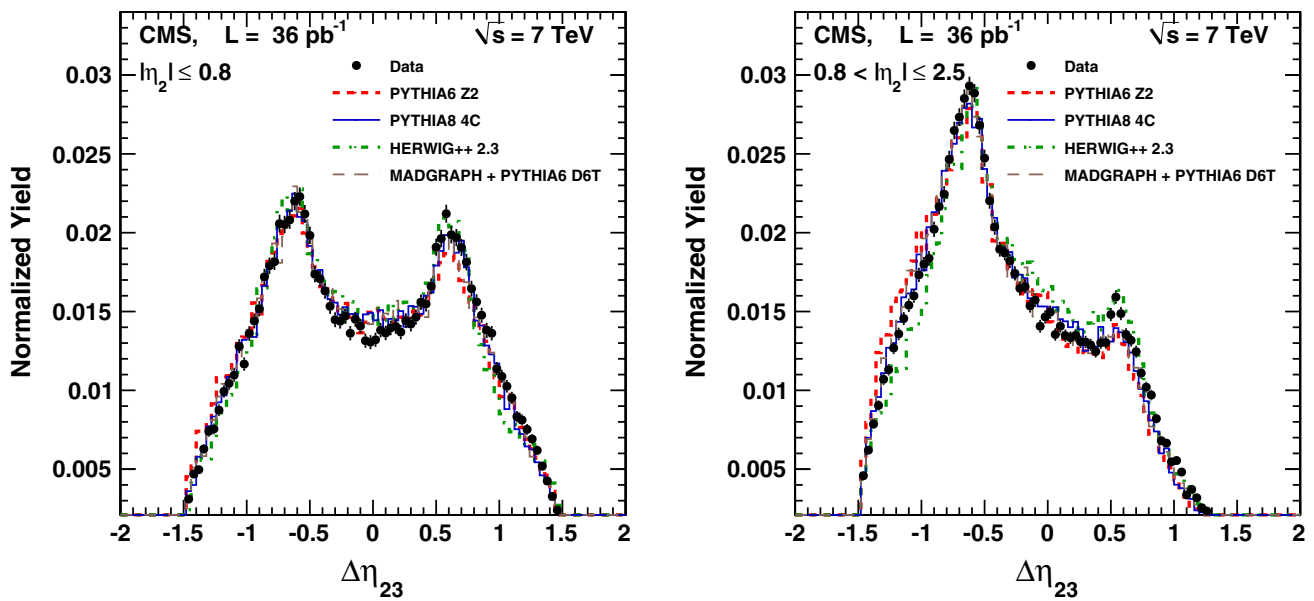 CMS, L = 36 pb⁻¹ √s = 7 TeV
|η₂| ≤ 0.8
Data
PYTHIA6 Z2
PYTHIA8 4C
HERWIG++ 2.3
MADGRAPH + PYTHIA6 D6T
Normalized Yield
0.03
0.025
0.02
0.015
0.01
0.005
-2 -1.5 -1 -0.5 0 0.5 1 1.5 2
Δη₂₃
CMS, L = 36 pb⁻¹ √s = 7 TeV
0.8 < |η₂| ≤ 2.5
Data
PYTHIA6 Z2
PYTHIA8 4C
HERWIG++ 2.3
MADGRAPH + PYTHIA6 D6T
Normalized Yield
0.03
0.025
0.02
0.015
0.01
0.005
-2 -1.5 -1 -0.5 0 0.5 1 1.5 2
Δη₂₃